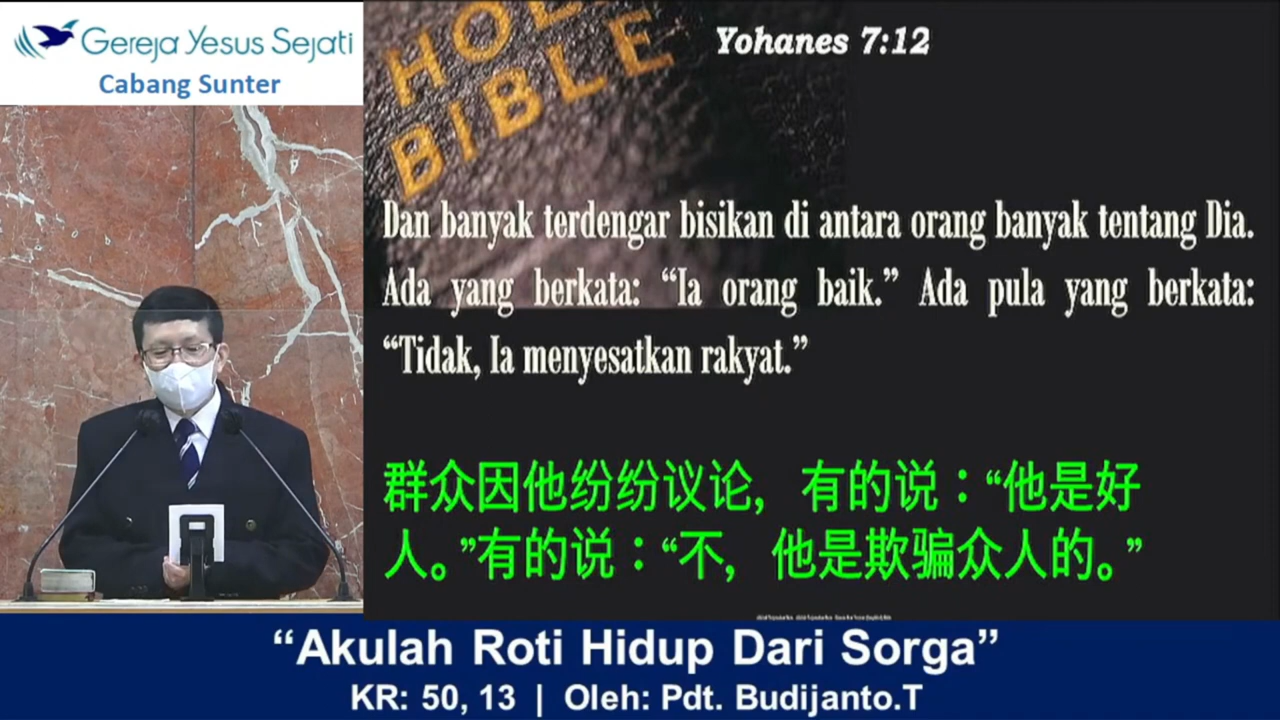 Gereja Yesus Sejati
Cabang Sunter
HOLY
BIBLE
Yohanes 7:12
Dan banyak terdengar bisikan di antara orang banyak tentang Dia.
Ada yang berkata: “Ia orang baik.” Ada pula yang berkata:
“Tidak, Ia menyesatkan rakyat.”
群众因他纷纷议论，有的说：“他是好
人。”有的说：“不，他是欺骗众人的。”
“Akulah Roti Hidup Dari Sorga”
KR: 50, 13 | Oleh: Pdt. Budijanto.T